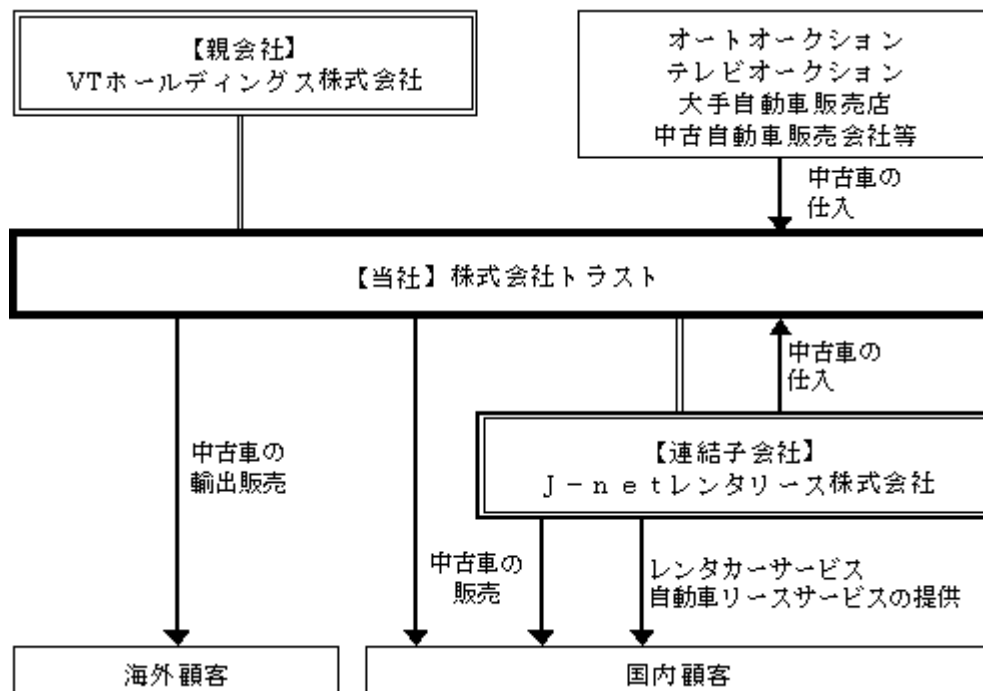 【親会社】
VTホールディングス株式会社
オートオークション
テレビオークション
大手自動車販売店
中古自動車販売会社等
中古車の
仕入
【当社】株式会社トラスト
中古車の
仕入
【連結子会社】
J－netレンタリース株式会社
中古車の
輸出販売
中古車の
販売
レンタカーサービス
自動車リースサービスの提供
海外顧客
国内顧客